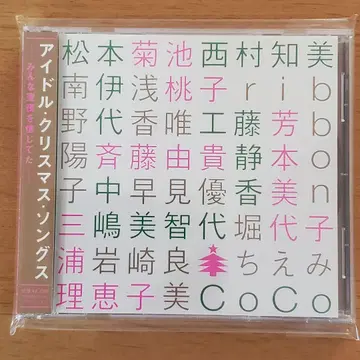 松本菊池西村知美
南伊浅桃子rib
野代香唯工藤芳b
陽斉藤由貴静本o
子中早見優香美n
三嶋美智代堀代子
浦岩崎良ちえみ
理恵子美CoCo
アイドル・クリスマス・ソングス
みんな